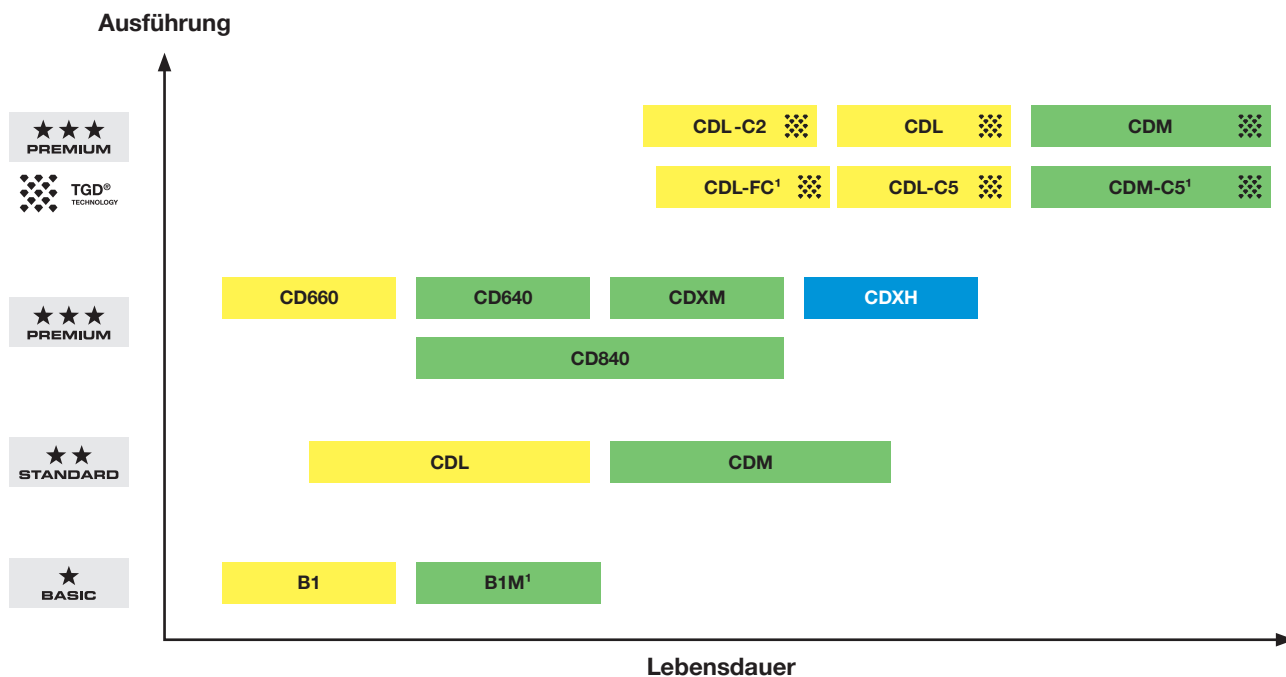 Ausführung
★★★
PREMIUM
TGD®
TECHNOLOGY
CDL-C2
CDL
CDM
CDL-FC¹
CDL-C5
CDM-C5¹
★★★
PREMIUM
CD660
CD640
CDXM
CDXH
CD840
★★
STANDARD
CDL
CDM
★
BASIC
B1
B1M¹
Lebensdauer